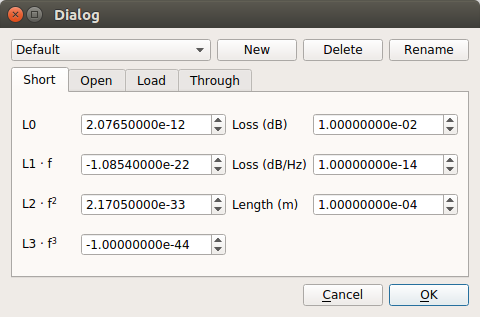 Dialog
Default New Delete Rename
Short Open Load Through
L0 2.07650000e-12 Loss (dB) 1.00000000e-02
L1 · f -1.08540000e-22 Loss (dB/Hz) 1.00000000e-14
L2 · f² 2.17050000e-33 Length (m) 1.00000000e-04
L3 · f³ -1.00000000e-44
Cancel OK